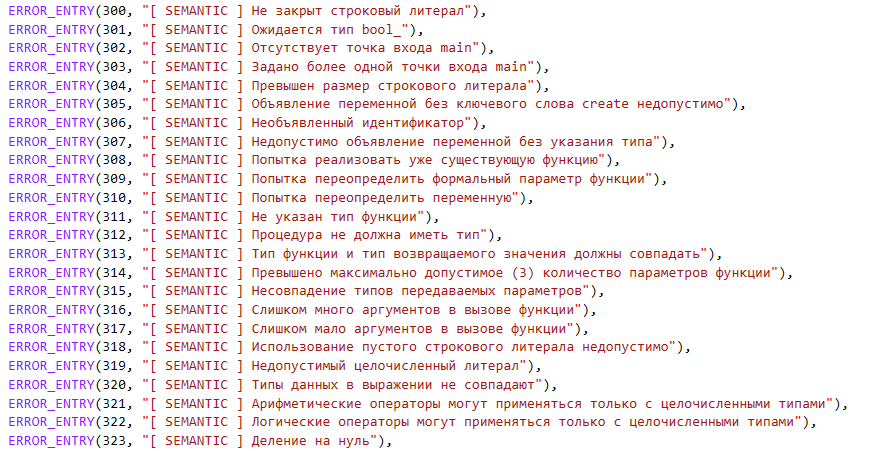 ERROR_ENTRY(300, "[ SEMANTIC ] Не закрыт строковый литерал"),
ERROR_ENTRY(301, "[ SEMANTIC ] Ожидается тип bool_"),
ERROR_ENTRY(302, "[ SEMANTIC ] Отсутствует точка входа main"),
ERROR_ENTRY(303, "[ SEMANTIC ] Задано более одной точки входа main"),
ERROR_ENTRY(304, "[ SEMANTIC ] Превышен размер строкового литерала"),
ERROR_ENTRY(305, "[ SEMANTIC ] Объявление переменной без ключевого слова create недопустимо"),
ERROR_ENTRY(306, "[ SEMANTIC ] Необъявленный идентификатор"),
ERROR_ENTRY(307, "[ SEMANTIC ] Недопустимо объявление переменной без указания типа"),
ERROR_ENTRY(308, "[ SEMANTIC ] Попытка реализовать уже существующую функцию"),
ERROR_ENTRY(309, "[ SEMANTIC ] Попытка переопределить формальный параметр функции"),
ERROR_ENTRY(310, "[ SEMANTIC ] Попытка переопределить переменную"),
ERROR_ENTRY(311, "[ SEMANTIC ] Не указан тип функции"),
ERROR_ENTRY(312, "[ SEMANTIC ] Процедура не должна иметь тип"),
ERROR_ENTRY(313, "[ SEMANTIC ] Тип функции и тип возвращаемого значения должны совпадать"),
ERROR_ENTRY(314, "[ SEMANTIC ] Превышено максимально допустимое (3) количество параметров функции"),
ERROR_ENTRY(315, "[ SEMANTIC ] Несовпадение типов передаваемых параметров"),
ERROR_ENTRY(316, "[ SEMANTIC ] Слишком много аргументов в вызове функции"),
ERROR_ENTRY(317, "[ SEMANTIC ] Слишком мало аргументов в вызове функции"),
ERROR_ENTRY(318, "[ SEMANTIC ] Использование пустого строкового литерала недопустимо"),
ERROR_ENTRY(319, "[ SEMANTIC ] Недопустимый целочисленный литерал"),
ERROR_ENTRY(320, "[ SEMANTIC ] Типы данных в выражении не совпадают"),
ERROR_ENTRY(321, "[ SEMANTIC ] Арифметические операторы могут применяться только с целочисленными типами"),
ERROR_ENTRY(322, "[ SEMANTIC ] Логические операторы могут применяться только с целочисленными типами"),
ERROR_ENTRY(323, "[ SEMANTIC ] Деление на нуль"),